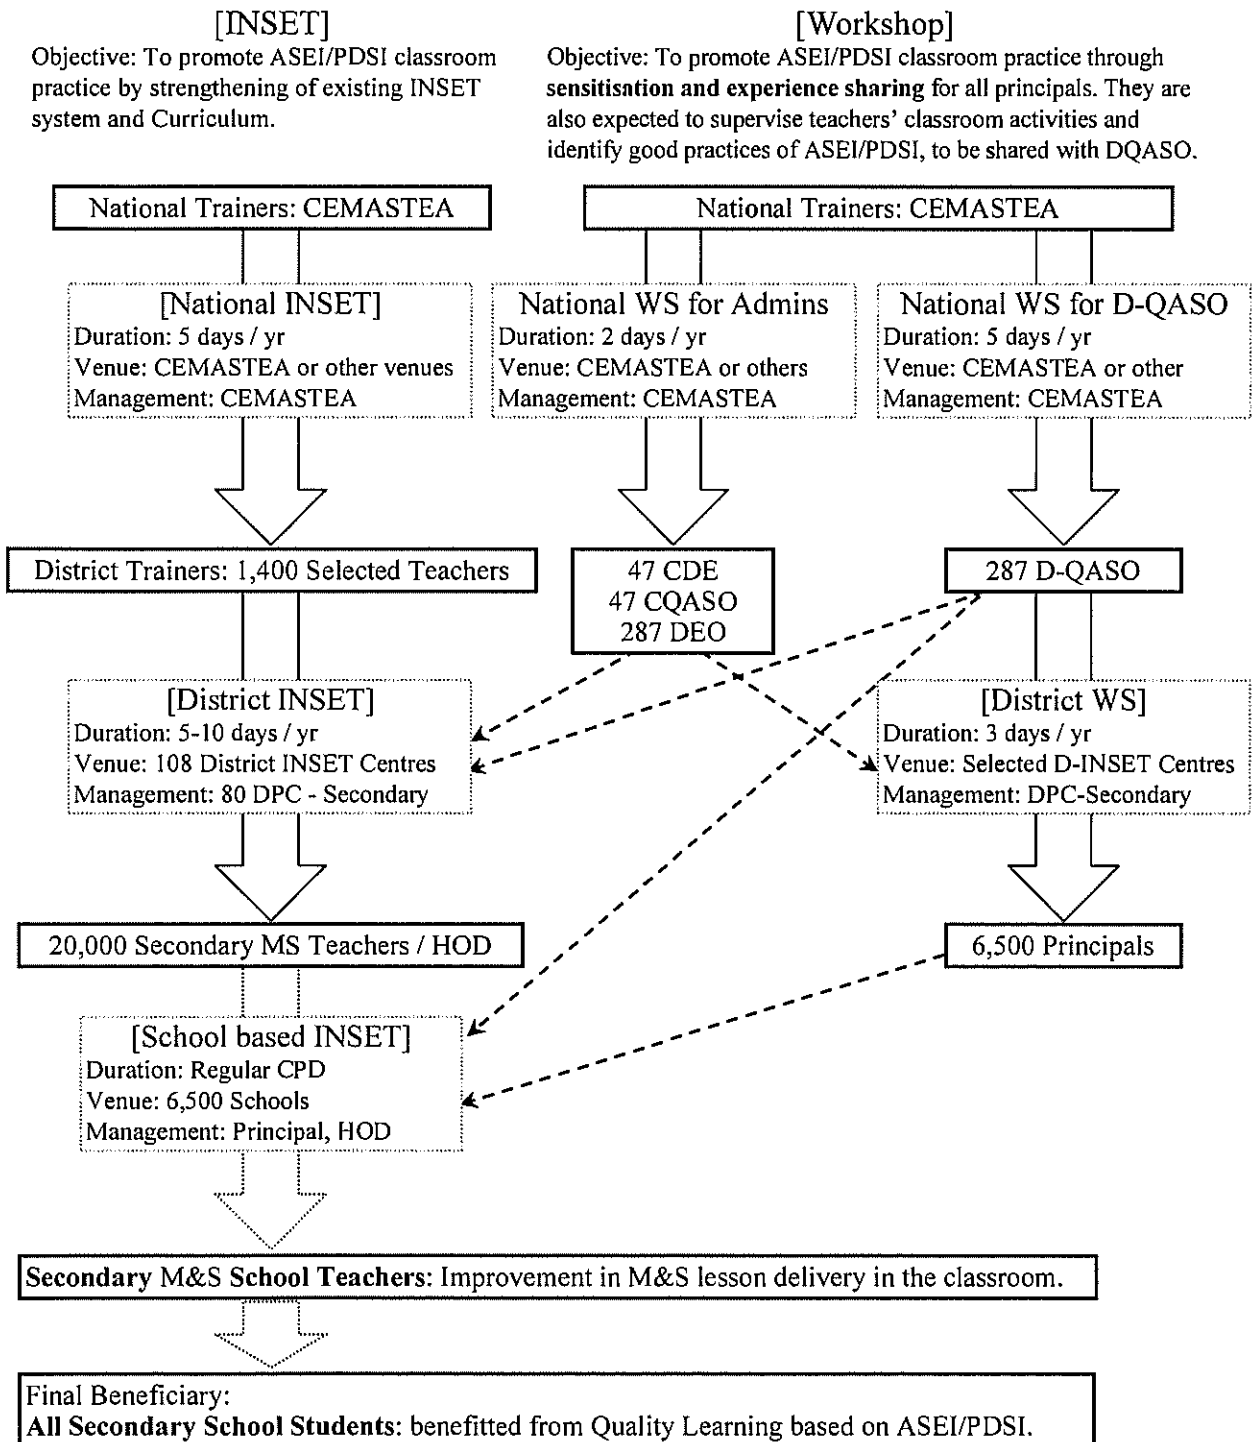 [INSET]
Objective: To promote ASEI/PDSI classroom
practice by strengthening of existing INSET
system and Curriculum.
[Workshop]
Objective: To promote ASEI/PDSI classroom practice through
sensitisation and experience sharing for all principals. They are
also expected to supervise teachers' classroom activities and
identify good practices of ASEI/PDSI, to be shared with DQASO.
National Trainers: CEMASTEA
National Trainers: CEMASTEA
[National INSET]
Duration: 5 days / yr
Venue: CEMASTEA or other venues
Management: CEMASTEA
National WS for Admins
Duration: 2 days / yr
Venue: CEMASTEA or others
Management: CEMASTEA
National WS for D-QASO
Duration: 5 days / yr
Venue: CEMASTEA or other
Management: CEMASTEA
District Trainers: 1,400 Selected Teachers
47 CDE
47 CQASO
287 DEO
287 D-QASO
[District INSET]
Duration: 5-10 days / yr
Venue: 108 District INSET Centres
Management: 80 DPC - Secondary
[District WS]
Duration: 3 days / yr
Venue: Selected D-INSET Centres
Management: DPC-Secondary
20,000 Secondary MS Teachers / HOD
6,500 Principals
[School based INSET]
Duration: Regular CPD
Venue: 6,500 Schools
Management: Principal, HOD
Secondary M&S School Teachers: Improvement in M&S lesson delivery in the classroom.
Final Beneficiary:
All Secondary School Students: benefitted from Quality Learning based on ASEI/PDSI.